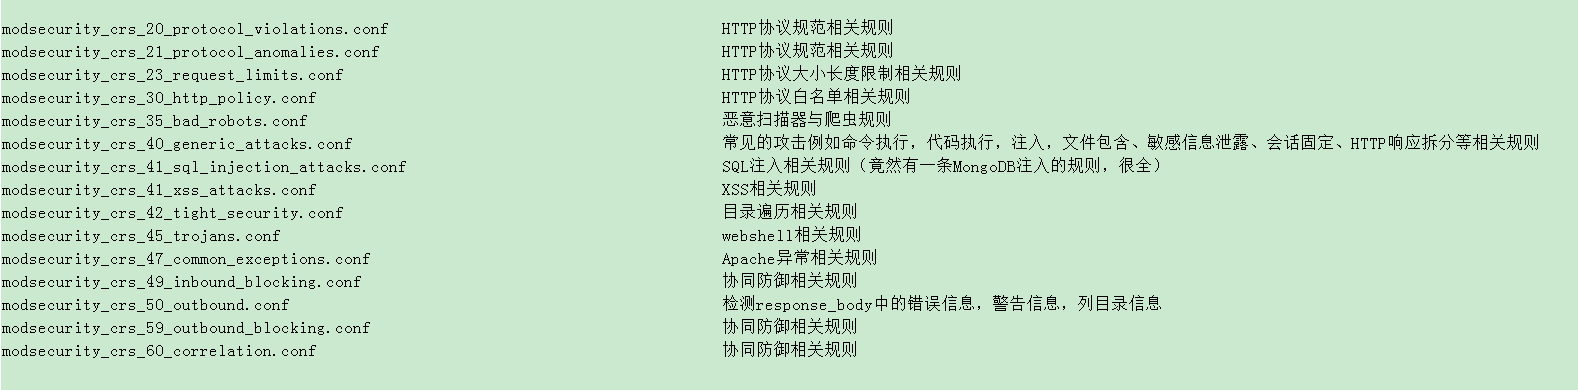 modsecurity_crs_20_protocol_violations.conf HTTP协议规范相关规则
modsecurity_crs_21_protocol_anomalies.conf HTTP协议规范相关规则
modsecurity_crs_23_request_limits.conf HTTP协议大小长度限制相关规则
modsecurity_crs_30_http_policy.conf HTTP协议白名单相关规则
modsecurity_crs_35_bad_robots.conf 恶意扫描器与爬虫规则
modsecurity_crs_40_generic_attacks.conf 常见的攻击例如命令执行，代码执行，注入，文件包含、敏感信息泄露、会话固定、HTTP响应拆分等相关规则
modsecurity_crs_41_sql_injection_attacks.conf SQL注入相关规则（竟然有一条MongoDB注入的规则，很全）
modsecurity_crs_41_xss_attacks.conf XSS相关规则
modsecurity_crs_42_tight_security.conf 目录遍历相关规则
modsecurity_crs_45_trojans.conf webshell相关规则
modsecurity_crs_47_common_exceptions.conf Apache异常相关规则
modsecurity_crs_49_inbound_blocking.conf 协同防御相关规则
modsecurity_crs_50_outbound.conf 检测response_body中的错误信息，警告信息，列目录信息
modsecurity_crs_59_outbound_blocking.conf 协同防御相关规则
modsecurity_crs_60_correlation.conf 协同防御相关规则